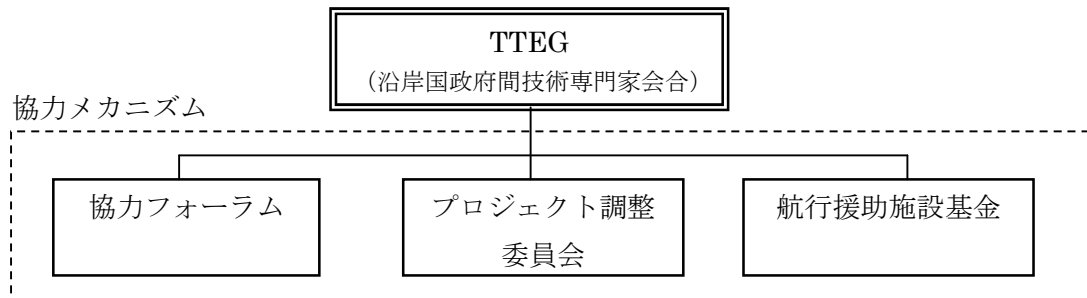 TTEG
（沿岸国政府間技術専門家会合）
協力メカニズム
協力フォーラム
プロジェクト調整
委員会
航行援助施設基金